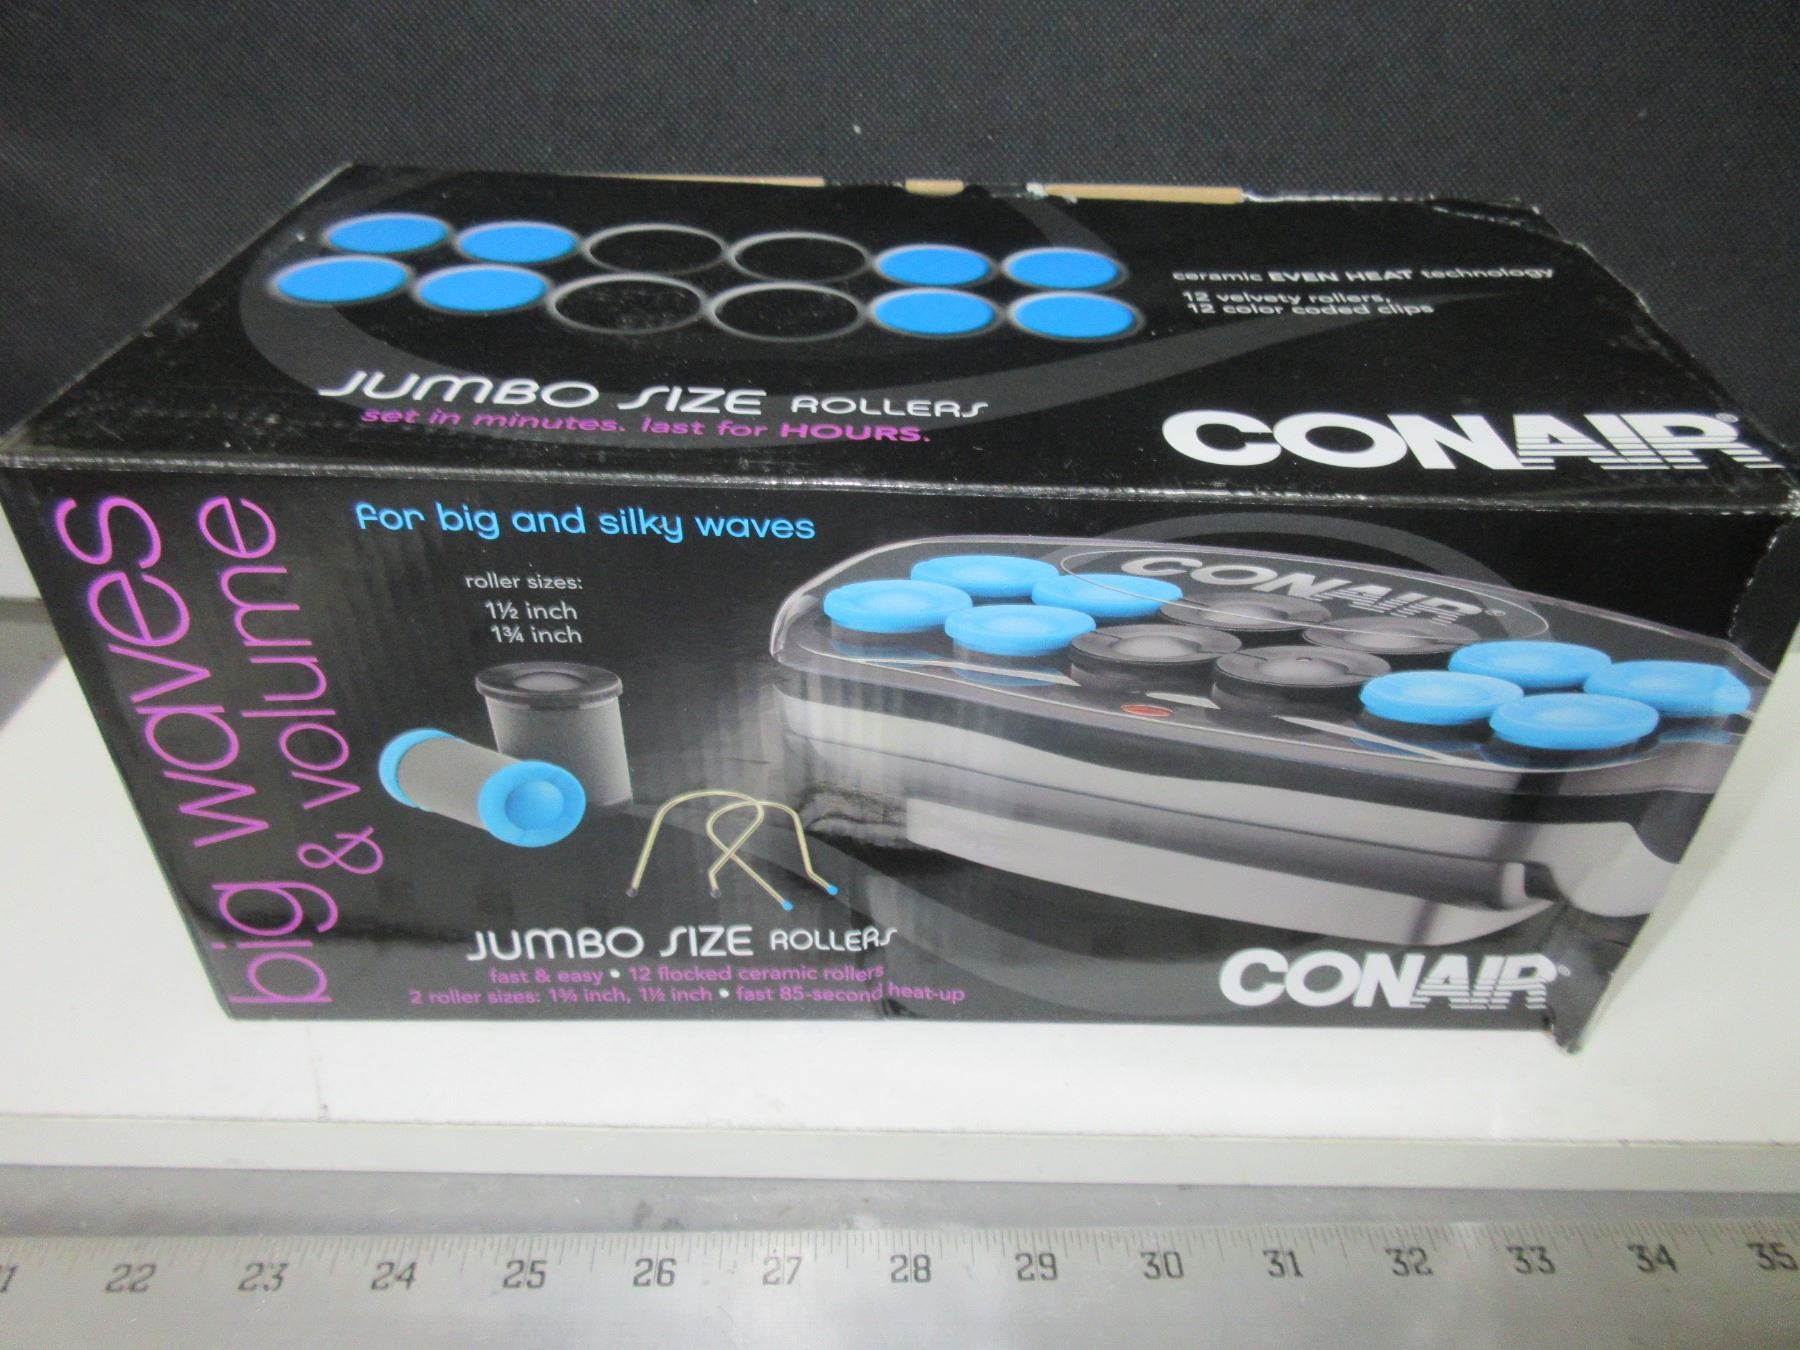 ceramic EVEN HEAT technology
12 velvety rollers,
12 color coded clips
JUMBO SIZE ROLLERS
set in minutes. last for HOURS.
CONAIR®
big waves
& volume
for big and silky waves
roller sizes:
1½ inch
1¾ inch
CONAIR®
JUMBO SIZE ROLLERS
fast & easy • 12 flocked ceramic rollers
2 roller sizes: 1¾ inch, 1½ inch • fast 85-second heat-up
CONAIR®
22 23 24 25 26 27 28 29 30 31 32 33 34 35